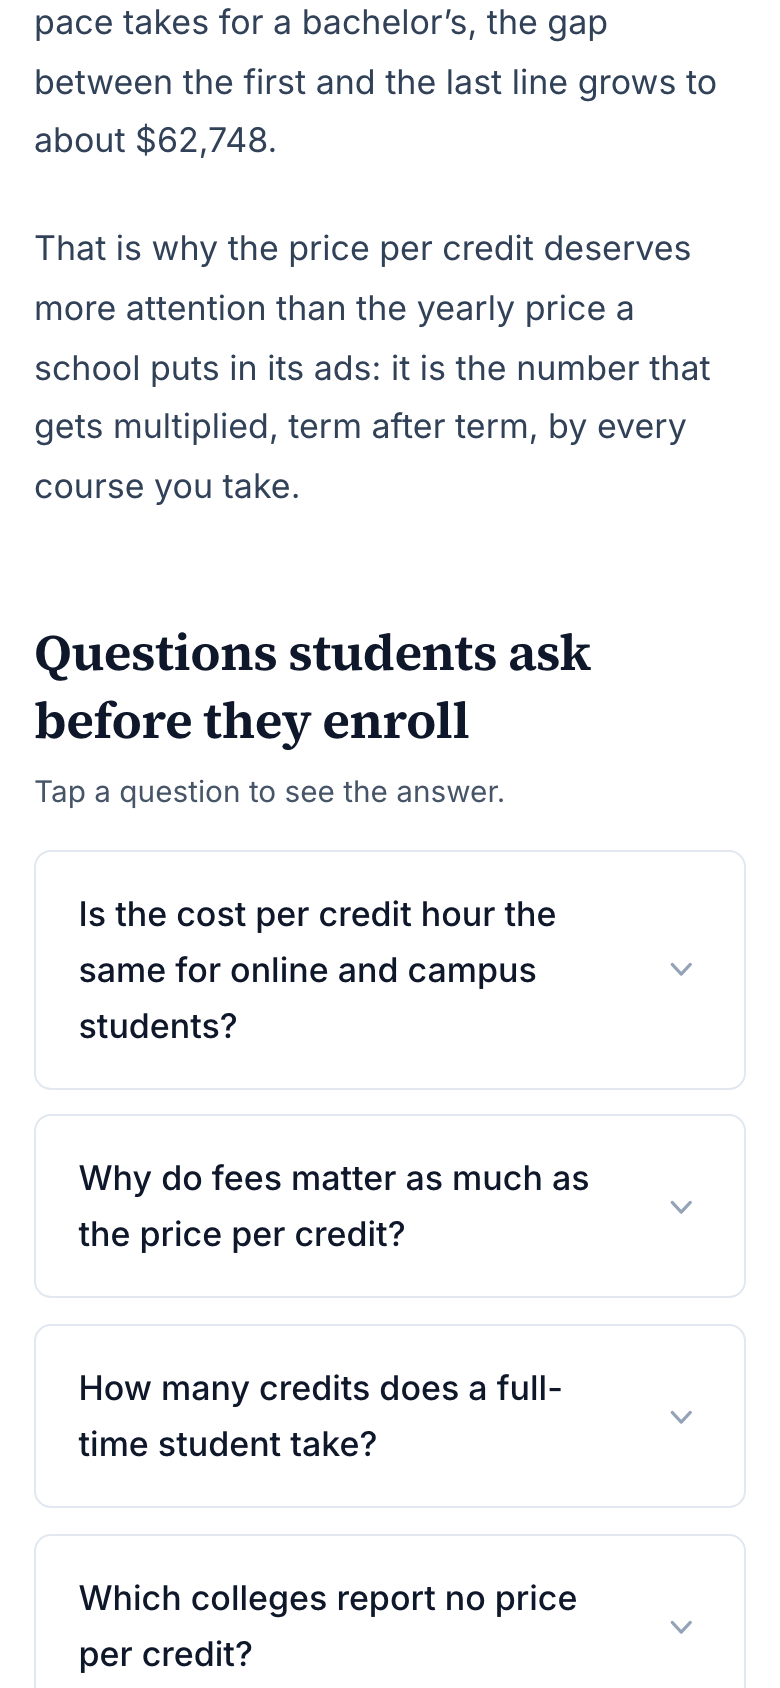 pace takes for a bachelor’s, the gap
between the first and the last line grows to
about $62,748.
That is why the price per credit deserves
more attention than the yearly price a
school puts in its ads: it is the number that
gets multiplied, term after term, by every
course you take.
Questions students ask
before they enroll
Tap a question to see the answer.
Is the cost per credit hour the
same for online and campus
students?
Why do fees matter as much as
the price per credit?
How many credits does a full-
time student take?
Which colleges report no price
per credit?